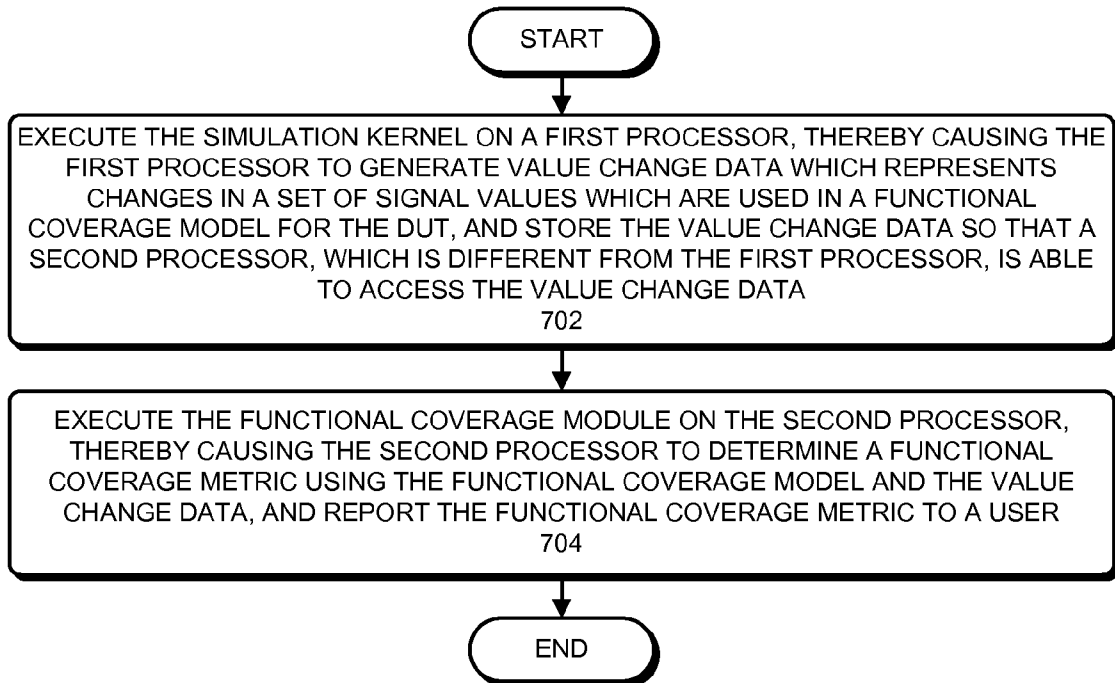 START
EXECUTE THE SIMULATION KERNEL ON A FIRST PROCESSOR, THEREBY CAUSING THE
FIRST PROCESSOR TO GENERATE VALUE CHANGE DATA WHICH REPRESENTS
CHANGES IN A SET OF SIGNAL VALUES WHICH ARE USED IN A FUNCTIONAL
COVERAGE MODEL FOR THE DUT, AND STORE THE VALUE CHANGE DATA SO THAT A
SECOND PROCESSOR, WHICH IS DIFFERENT FROM THE FIRST PROCESSOR, IS ABLE
TO ACCESS THE VALUE CHANGE DATA
702
EXECUTE THE FUNCTIONAL COVERAGE MODULE ON THE SECOND PROCESSOR,
THEREBY CAUSING THE SECOND PROCESSOR TO DETERMINE A FUNCTIONAL
COVERAGE METRIC USING THE FUNCTIONAL COVERAGE MODEL AND THE VALUE
CHANGE DATA, AND REPORT THE FUNCTIONAL COVERAGE METRIC TO A USER
704
END